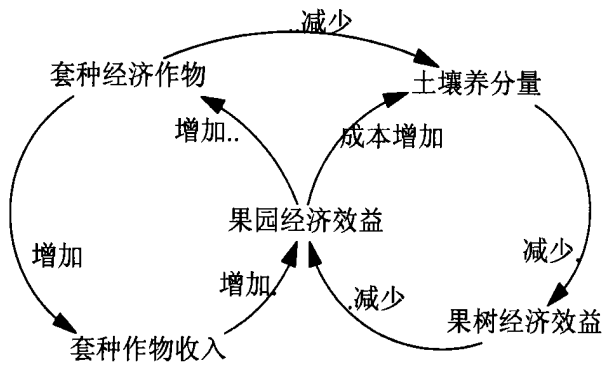 ..减少
套种经济作物
土壤养分量
增加..
成本增加
果园经济效益
增加
减少.
增加.
.减少
果树经济效益
套种作物收入